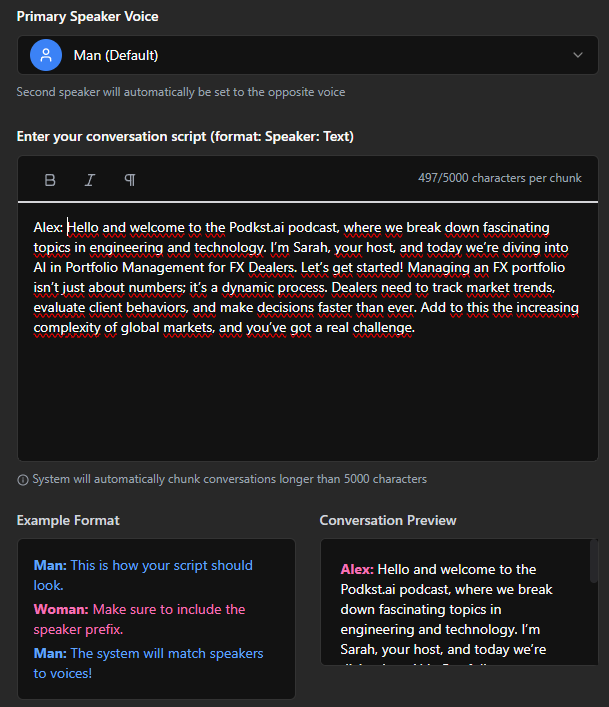 Primary Speaker Voice
Man (Default)
Second speaker will automatically be set to the opposite voice
Enter your conversation script (format: Speaker: Text)
B I ¶ 497/5000 characters per chunk
Alex: Hello and welcome to the Podkst.ai podcast, where we break down fascinating
topics in engineering and technology. I’m Sarah, your host, and today we’re diving into
AI in Portfolio Management for FX Dealers. Let’s get started! Managing an FX portfolio
isn’t just about numbers; it’s a dynamic process. Dealers need to track market trends,
evaluate client behaviors, and make decisions faster than ever. Add to this the increasing
complexity of global markets, and you’ve got a real challenge.
System will automatically chunk conversations longer than 5000 characters
Example Format
Man: This is how your script should
look.
Woman: Make sure to include the
speaker prefix.
Man: The system will match speakers
to voices!
Conversation Preview
Alex: Hello and welcome to the
Podkst.ai podcast, where we break
down fascinating topics in
engineering and technology. I’m
Sarah, your host, and today we’re